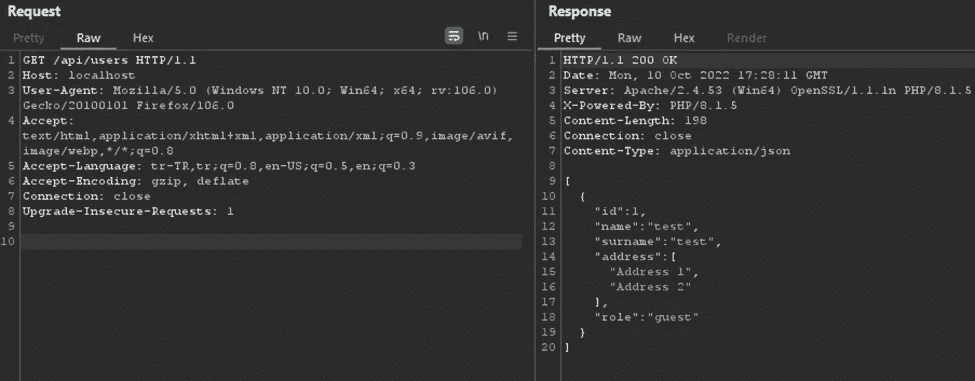 Request
Pretty Raw Hex \n
1 GET /api/users HTTP/1.1
2 Host: localhost
3 User-Agent: Mozilla/5.0 (Windows NT 10.0; Win64; x64; rv:106.0)
Gecko/20100101 Firefox/106.0
4 Accept:
text/html,application/xhtml+xml,application/xml;q=0.9,image/avif,
image/webp,*/*;q=0.8
5 Accept-Language: tr-TR,tr;q=0.8,en-US;q=0.5,en;q=0.3
6 Accept-Encoding: gzip, deflate
7 Connection: close
8 Upgrade-Insecure-Requests: 1
9
10
Response
Pretty Raw Hex Render
1 HTTP/1.1 200 OK
2 Date: Mon, 10 Oct 2022 17:28:11 GMT
3 Server: Apache/2.4.53 (Win64) OpenSSL/1.1.1n PHP/8.1.5
4 X-Powered-By: PHP/8.1.5
5 Content-Length: 198
6 Connection: close
7 Content-Type: application/json
8
9 [
10 {
11 "id":1,
12 "name":"test",
13 "surname":"test",
14 "address":[
15 "Address 1",
16 "Address 2"
17 ],
18 "role":"guest"
19 }
20 ]